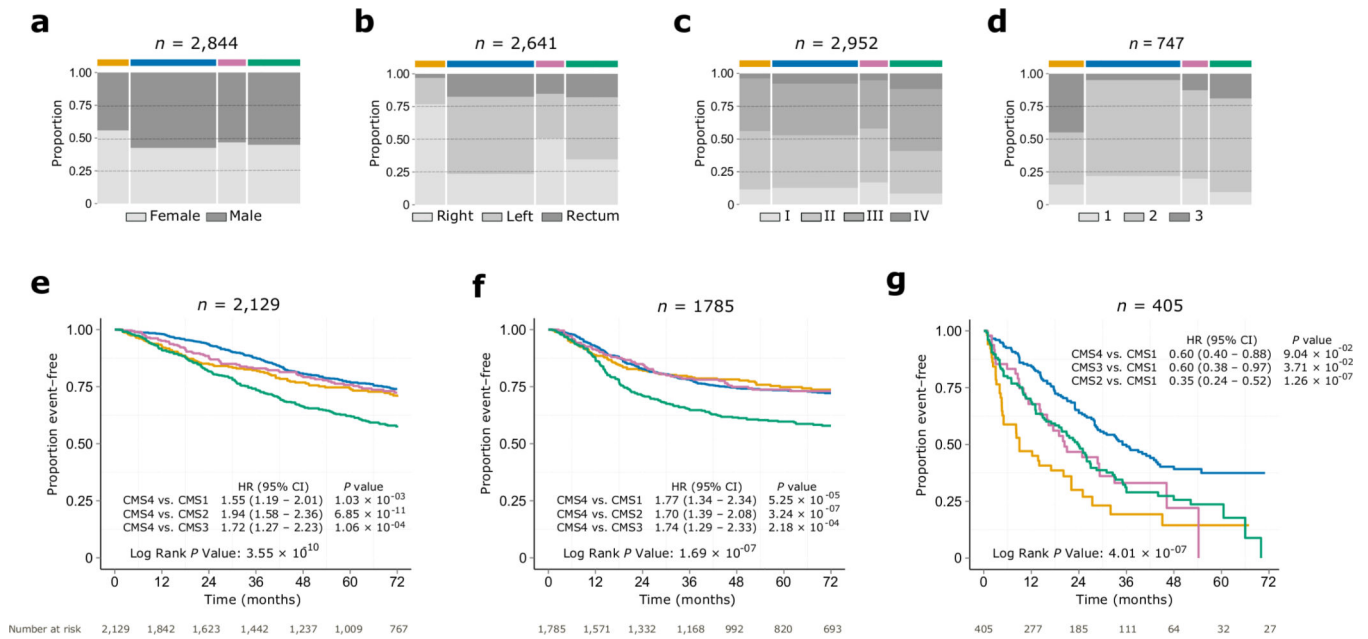 a
n = 2,844
1.00
0.75
0.50
0.25
0
Proportion
Female Male
b
n = 2,641
1.00
0.75
0.50
0.25
0
Proportion
Right Left Rectum
c
n = 2,952
1.00
0.75
0.50
0.25
0
Proportion
I II III IV
d
n = 747
1.00
0.75
0.50
0.25
0
Proportion
1 2 3
e
n = 2,129
1.00
0.75
0.50
0.25
0
Proportion event-free
HR (95% CI) P value
CMS4 vs. CMS1 1.55 (1.19 – 2.01) 1.03 × 10-03
CMS4 vs. CMS2 1.94 (1.58 – 2.36) 6.85 × 10-11
CMS4 vs. CMS3 1.72 (1.27 – 2.23) 1.06 × 10-04
Log Rank P Value: 3.55 × 1010
0 12 24 36 48 60 72
Time (months)
Number at risk 2,129 1,842 1,623 1,442 1,237 1,009 767
f
n = 1785
1.00
0.75
0.50
0.25
0
Proportion event-free
HR (95% CI) P value
CMS4 vs. CMS1 1.77 (1.34 – 2.34) 5.25 × 10-05
CMS4 vs. CMS2 1.70 (1.39 – 2.08) 3.24 × 10-07
CMS4 vs. CMS3 1.74 (1.29 – 2.33) 2.18 × 10-04
Log Rank P Value: 1.69 × 10-07
0 12 24 36 48 60 72
Time (months)
1,785 1,571 1,332 1,168 992 820 693
g
n = 405
1.00
0.75
0.50
0.25
0
Proportion event-free
HR (95% CI) P value
CMS4 vs. CMS1 0.60 (0.40 – 0.88) 9.04 × 10-02
CMS3 vs. CMS1 0.60 (0.38 – 0.97) 3.71 × 10-02
CMS2 vs. CMS1 0.35 (0.24 – 0.52) 1.26 × 10-07
Log Rank P Value: 4.01 × 10-07
0 12 24 36 48 60 72
Time (months)
405 277 185 111 64 32 27